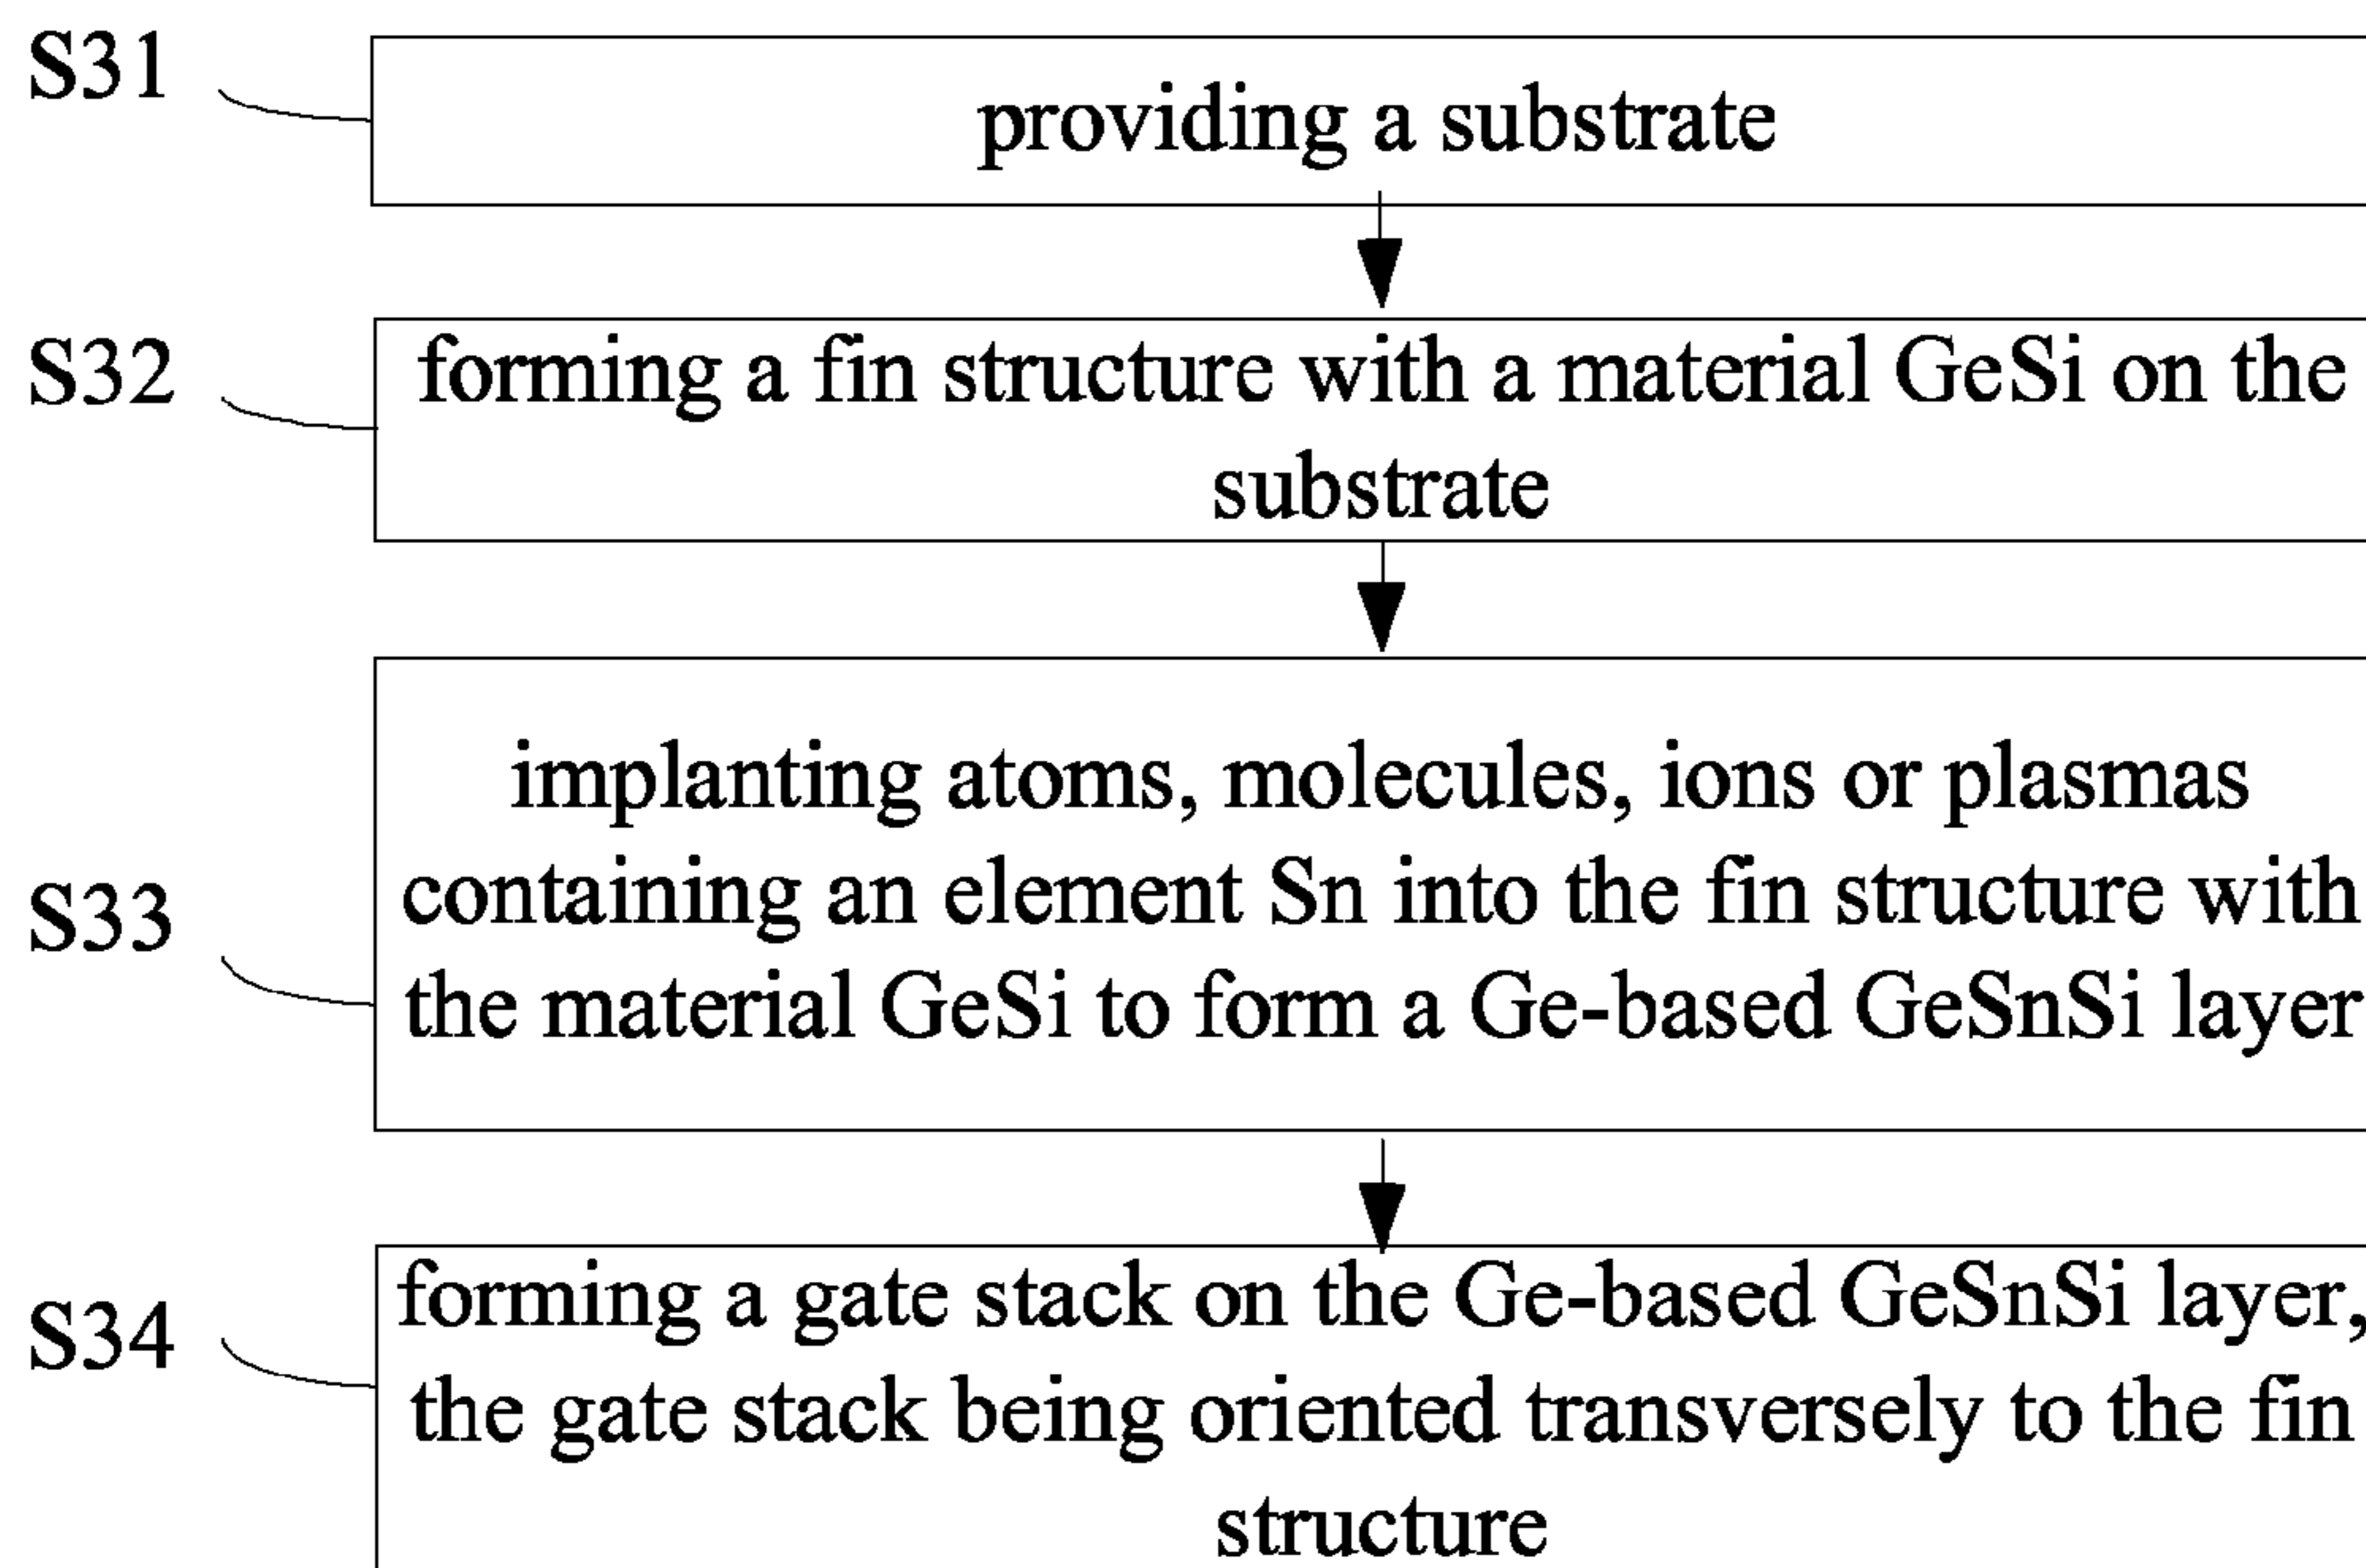 S31
providing a substrate
S32
forming a fin structure with a material GeSi on the
substrate
S33
implanting atoms, molecules, ions or plasmas
containing an element Sn into the fin structure with
the material GeSi to form a Ge-based GeSnSi layer
S34
forming a gate stack on the Ge-based GeSnSi layer,
the gate stack being oriented transversely to the fin
structure